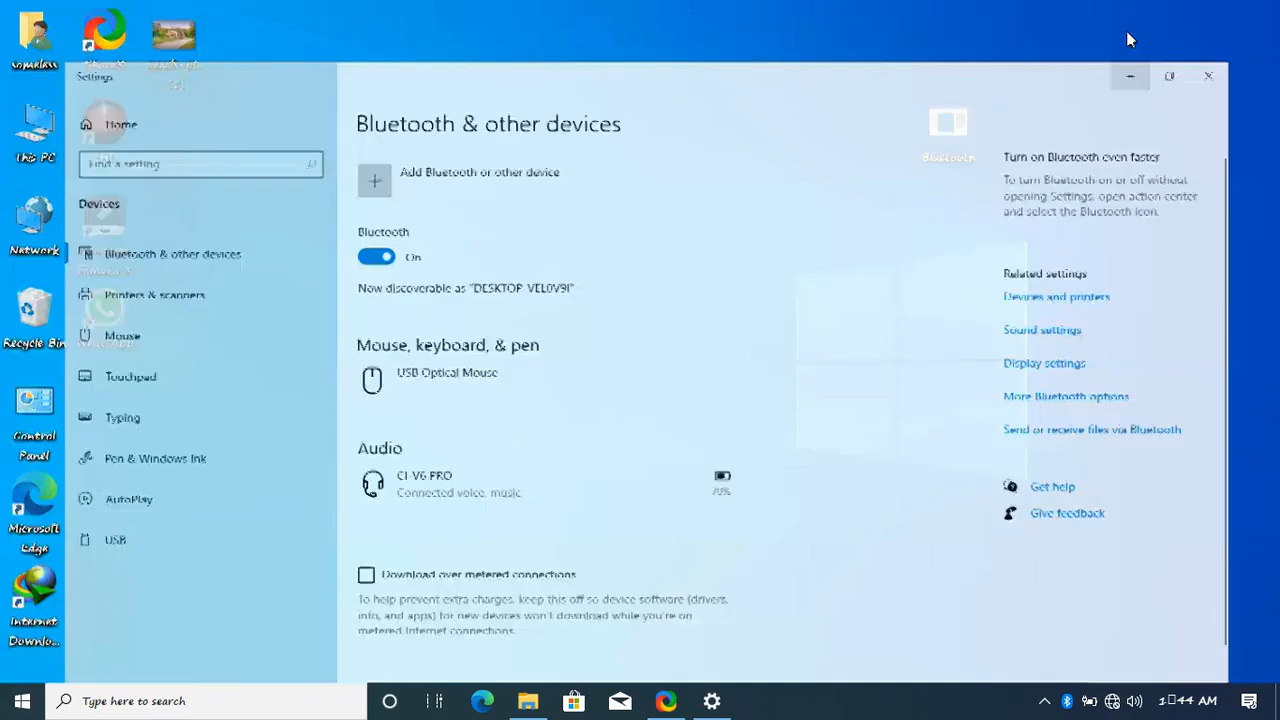 Settings
Home
Find a setting
Devices
Bluetooth & other devices
Printers & scanners
Mouse
Touchpad
Typing
Pen & Windows Ink
AutoPlay
USB
Bluetooth & other devices
Add Bluetooth or other device
Bluetooth
On
Now discoverable as "DESKTOP-VEL0V9I"
Mouse, keyboard, & pen
USB Optical Mouse
Audio
CI-V6 PRO
Connected voice, music
70%
Download over metered connections
To help prevent extra charges, keep this off so device software (drivers,
info, and apps) for new devices won't download while you're on
metered Internet connections.
Bluetooth
Turn on Bluetooth even faster
To turn Bluetooth on or off without
opening Settings, open action center
and select the Bluetooth icon.
Related settings
Devices and printers
Sound settings
Display settings
More Bluetooth options
Send or receive files via Bluetooth
Get help
Give feedback
This PC
Network
Recycle Bin
Control
Panel
Microsoft
Edge
Internet
Downlo...
Type here to search
44 AM